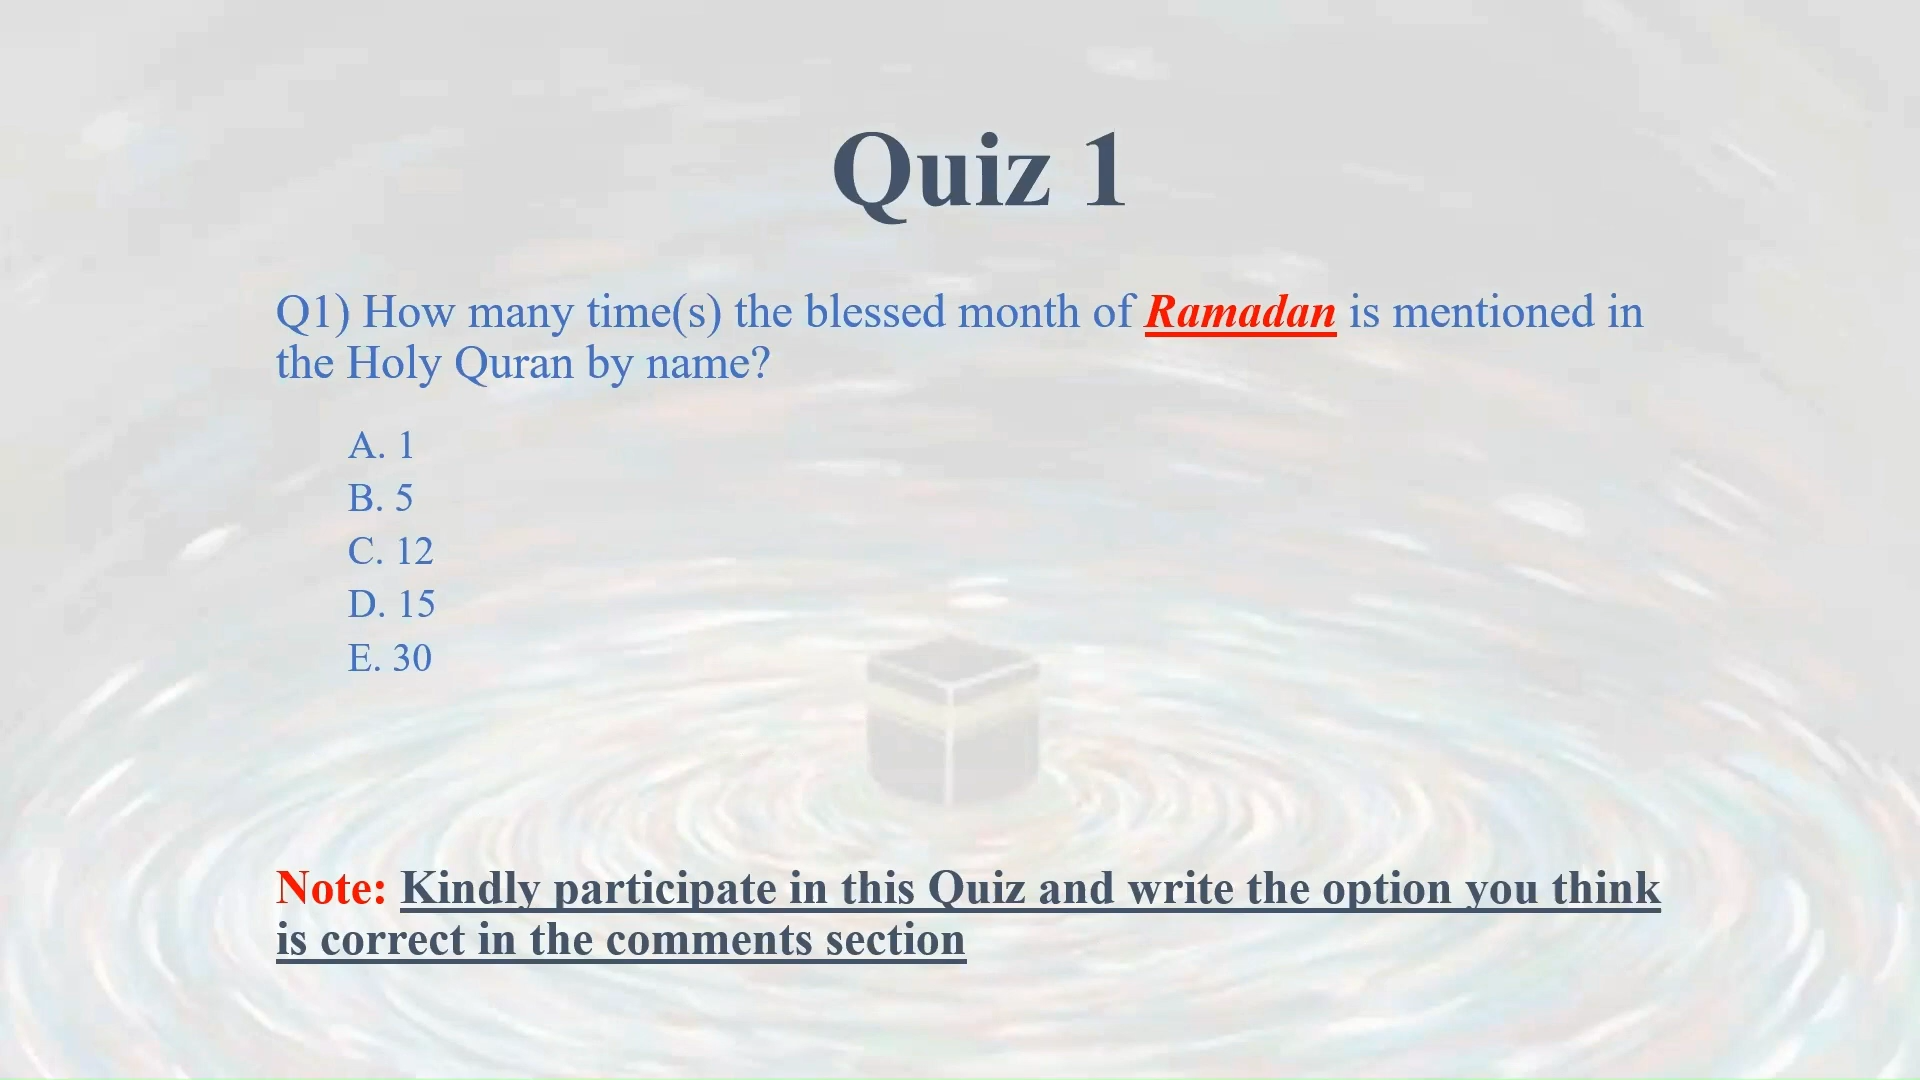 Quiz 1
Q1) How many time(s) the blessed month of Ramadan is mentioned in
the Holy Quran by name?
A. 1
B. 5
C. 12
D. 15
E. 30
Note: Kindly participate in this Quiz and write the option you think
is correct in the comments section